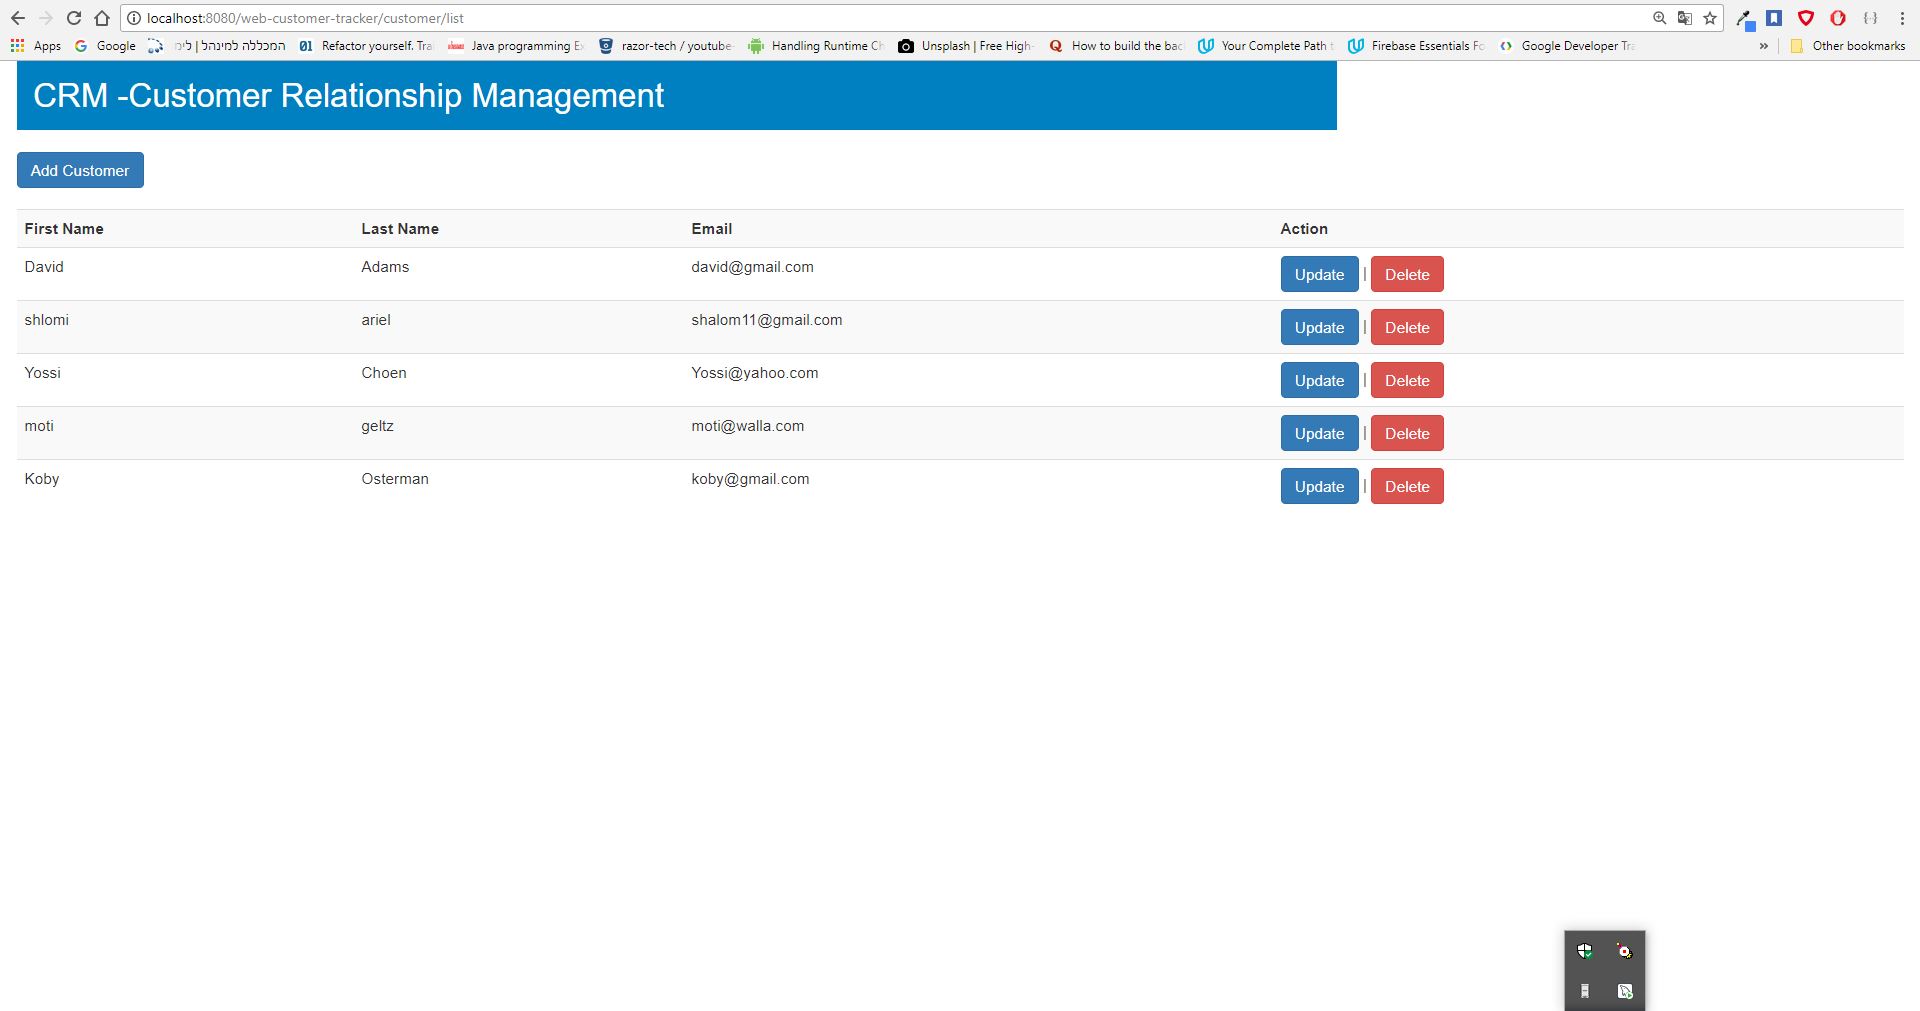 localhost:8080/web-customer-tracker/customer/list
Apps Google המכללה למינהל | לימ Refactor yourself. Tra Java programming Ex razor-tech / youtube Handling Runtime Ch Unsplash | Free High- How to build the bac Your Complete Path t Firebase Essentials Fo Google Developer Tra » Other bookmarks
CRM -Customer Relationship Management
Add Customer
First Name Last Name Email Action
David Adams david@gmail.com Update | Delete
shlomi ariel shalom11@gmail.com Update | Delete
Yossi Choen Yossi@yahoo.com Update | Delete
moti geltz moti@walla.com Update | Delete
Koby Osterman koby@gmail.com Update | Delete